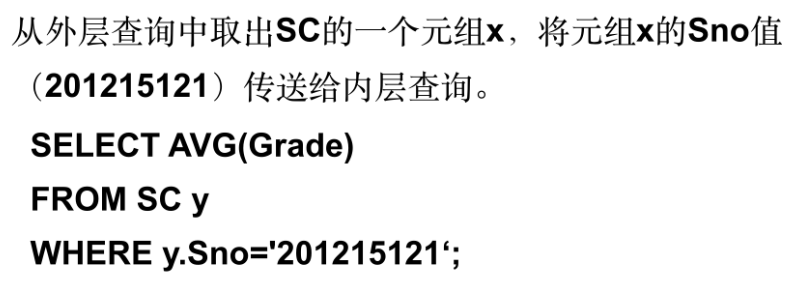 从外层查询中取出SC的一个元组x，将元组x的Sno值
（201215121）传送给内层查询。
SELECT AVG(Grade)
FROM SC y
WHERE y.Sno='201215121‘;